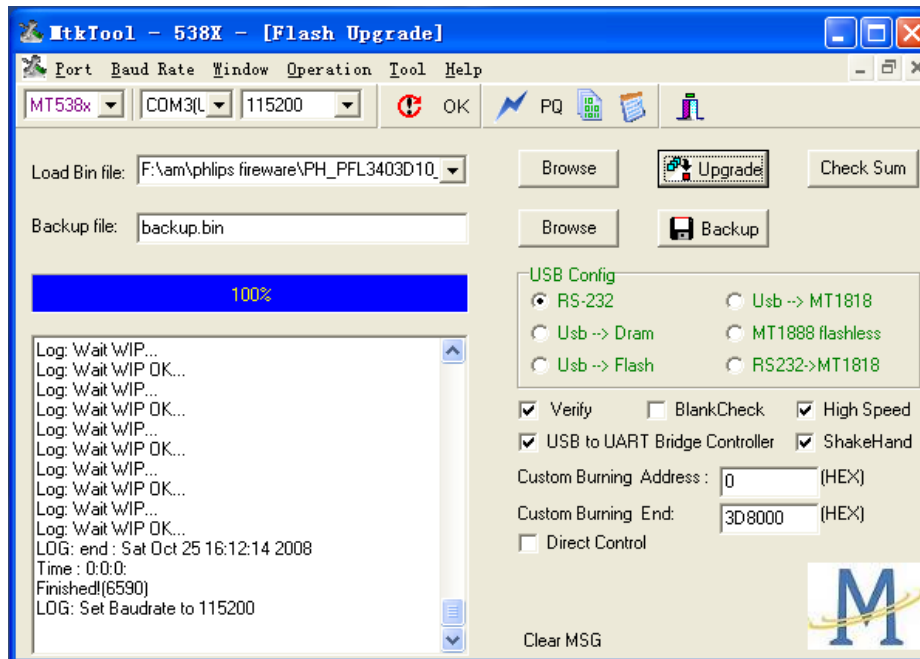 MtkTool - 538X - [Flash Upgrade]
Port Baud Rate Window Operation Tool Help
MT538x COM3(U 115200 OK PQ
Load Bin file: F:\am\phlips fireware\PH_PFL3403D10_ Browse Upgrade Check Sum
Backup file: backup.bin Browse Backup
100%
USB Config
RS-232 Usb --> MT1818
Usb --> Dram MT1888 flashless
Usb --> Flash RS232->MT1818
Verify BlankCheck High Speed
USB to UART Bridge Controller ShakeHand
Custom Burning Address : 0 (HEX)
Custom Burning End: 3D8000 (HEX)
Direct Control
Log: Wait WIP...
Log: Wait WIP OK...
Log: Wait WIP...
Log: Wait WIP OK...
Log: Wait WIP...
Log: Wait WIP OK...
Log: Wait WIP...
Log: Wait WIP OK...
Log: Wait WIP...
Log: Wait WIP OK...
LOG: end : Sat Oct 25 16:12:14 2008
Time : 0:0:0:
Finished!(6590)
LOG: Set Baudrate to 115200
Clear MSG
M